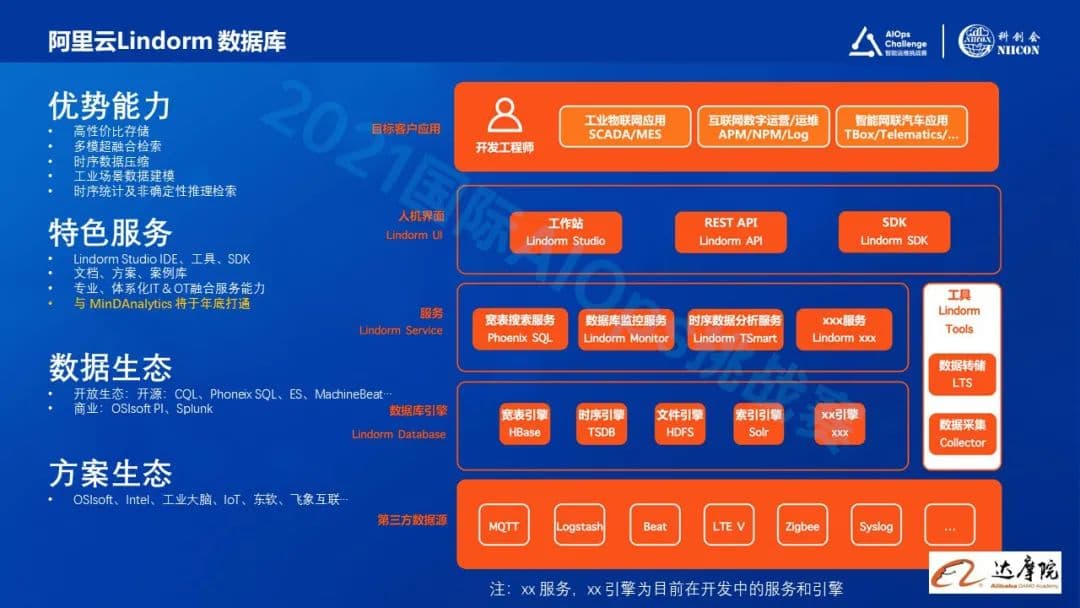 阿里云Lindorm 数据库
AIOps
Challenge
智能运维挑战赛
NIICON
科创会
NIICON
优势能力
• 高性价比存储
• 多模超融合检索
• 时序数据压缩
• 工业场景数据建模
• 时序统计及非确定性推理检索
特色服务
• Lindorm Studio IDE、工具、SDK
• 文档、方案、案例库
• 专业、体系化IT & OT融合服务能力
• 与 MinDAnalytics 将于年底打通
数据生态
• 开放生态：开源：CQL、Phoneix SQL、ES、MachineBeat…
• 商业：OSIsoft PI、Splunk
方案生态
• OSIsoft、Intel、工业大脑、IoT、东软、飞象互联…
目标客户应用
开发工程师
工业物联网应用
SCADA/MES
互联网数字运营/运维
APM/NPM/Log
智能网联汽车应用
TBox/Telematics/...
人机界面
Lindorm UI
工作站
Lindorm Studio
REST API
Lindorm API
SDK
Lindorm SDK
服务
Lindorm Service
宽表搜索服务
Phoenix SQL
数据库监控服务
Lindorm Monitor
时序数据分析服务
Lindorm TSmart
xxx服务
Lindorm xxx
工具
Lindorm
Tools
数据转储
LTS
数据采集
Collector
数据库引擎
Lindorm Database
宽表引擎
HBase
时序引擎
TSDB
文件引擎
HDFS
索引引擎
Solr
xx引擎
xxx
第三方数据源
MQTT
Logstash
Beat
LTE V
Zigbee
Syslog
...
注：xx 服务，xx 引擎为目前在开发中的服务和引擎
达摩院
Alibaba DAMO Academy
2021国际AIOps挑战赛